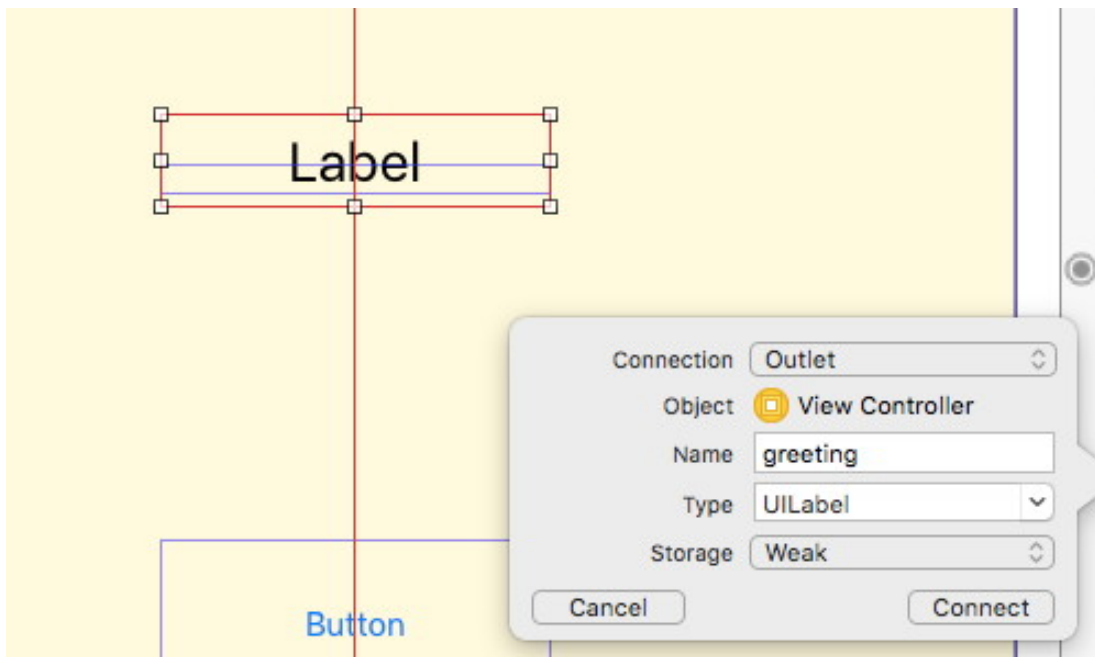 Label
Connection Outlet
Object View Controller
Name greeting
Type UILabel
Storage Weak
Cancel Connect
Button